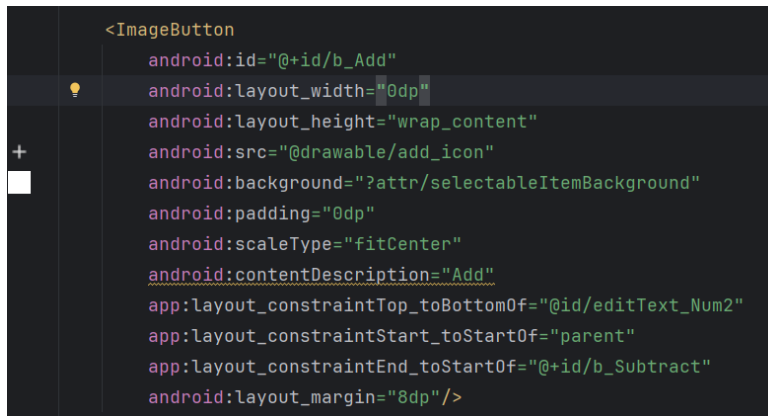 <ImageButton
android:id="@+id/b_Add"
android:layout_width="0dp"
android:layout_height="wrap_content"
android:src="@drawable/add_icon"
android:background="?attr/selectableItemBackground"
android:padding="0dp"
android:scaleType="fitCenter"
android:contentDescription="Add"
app:layout_constraintTop_toBottomOf="@id/editText_Num2"
app:layout_constraintStart_toStartOf="parent"
app:layout_constraintEnd_toStartOf="@+id/b_Subtract"
android:layout_margin="8dp"/>